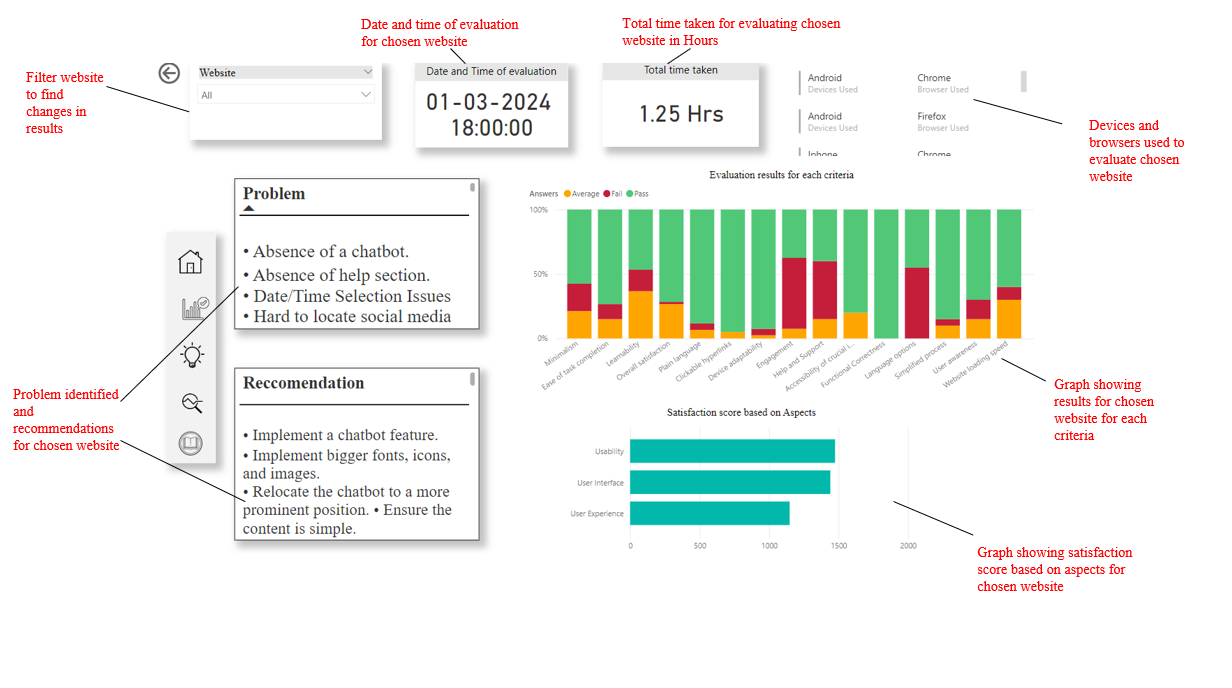 Date and time of evaluation
for chosen website
Total time taken for evaluating chosen
website in Hours
Filter website
to find
changes in
results
Website
All
Date and Time of evaluation
01-03-2024
18:00:00
Total time taken
1.25 Hrs
Android
Devices Used
Chrome
Browser Used
Android
Devices Used
Firefox
Browser Used
Iphone
Chrome
Devices and
browsers used to
evaluate chosen
website
Problem
• Absence of a chatbot.
• Absence of help section.
• Date/Time Selection Issues
• Hard to locate social media
Evaluation results for each criteria
Answers Average Fail Pass
100%
50%
0%
Minimalism
Ease of task completion
Learnability
Overall satisfaction
Plain language
Clickable hyperlinks
Device adaptability
Engagement
Help and Support
Accessibility of crucial i...
Functional Correctness
Language options
Simplified process
User awareness
Website loading speed
Graph showing
results for chosen
website for each
criteria
Problem identified
and
recommendations
for chosen website
Reccomendation
• Implement a chatbot feature.
• Implement bigger fonts, icons,
and images.
• Relocate the chatbot to a more
prominent position. • Ensure the
content is simple.
Satisfaction score based on Aspects
Usability
User Interface
User Experience
0 500 1000 1500 2000
Graph showing satisfaction
score based on aspects for
chosen website